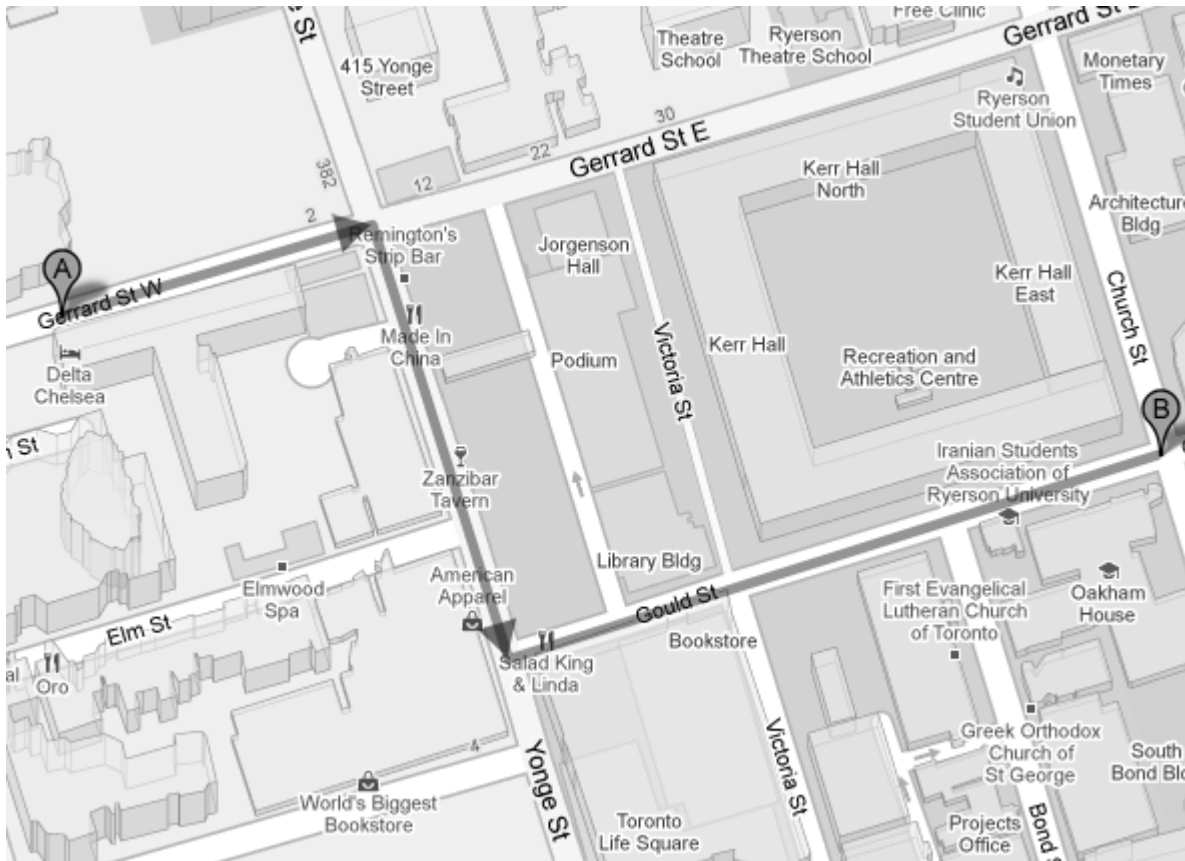 e St
Free Clinic
Gerrard St E
415 Yonge
Street
Theatre
School
Ryerson
Theatre School
Monetary
Times
Ryerson
Student Union
30
22
Gerrard St E
12
382
2
Kerr Hall
North
Architecture
Bldg
Remington's
Strip Bar
Jorgenson
Hall
A
Gerrard St W
Kerr Hall
East
Church St
Made In
China
Victoria St
Kerr Hall
Podium
Recreation and
Athletics Centre
Delta
Chelsea
B
n St
Iranian Students
Association of
Ryerson University
Zanzibar
Tavern
Library Bldg
American
Apparel
Elmwood
Spa
Gould St
First Evangelical
Lutheran Church
of Toronto
Oakham
House
Elm St
Bookstore
al
Oro
Salad King
& Linda
Victoria St
Greek Orthodox
Church of
St George
South
Bond Blo
4
Yonge St
World's Biggest
Bookstore
Toronto
Life Square
Projects
Office
Bond St